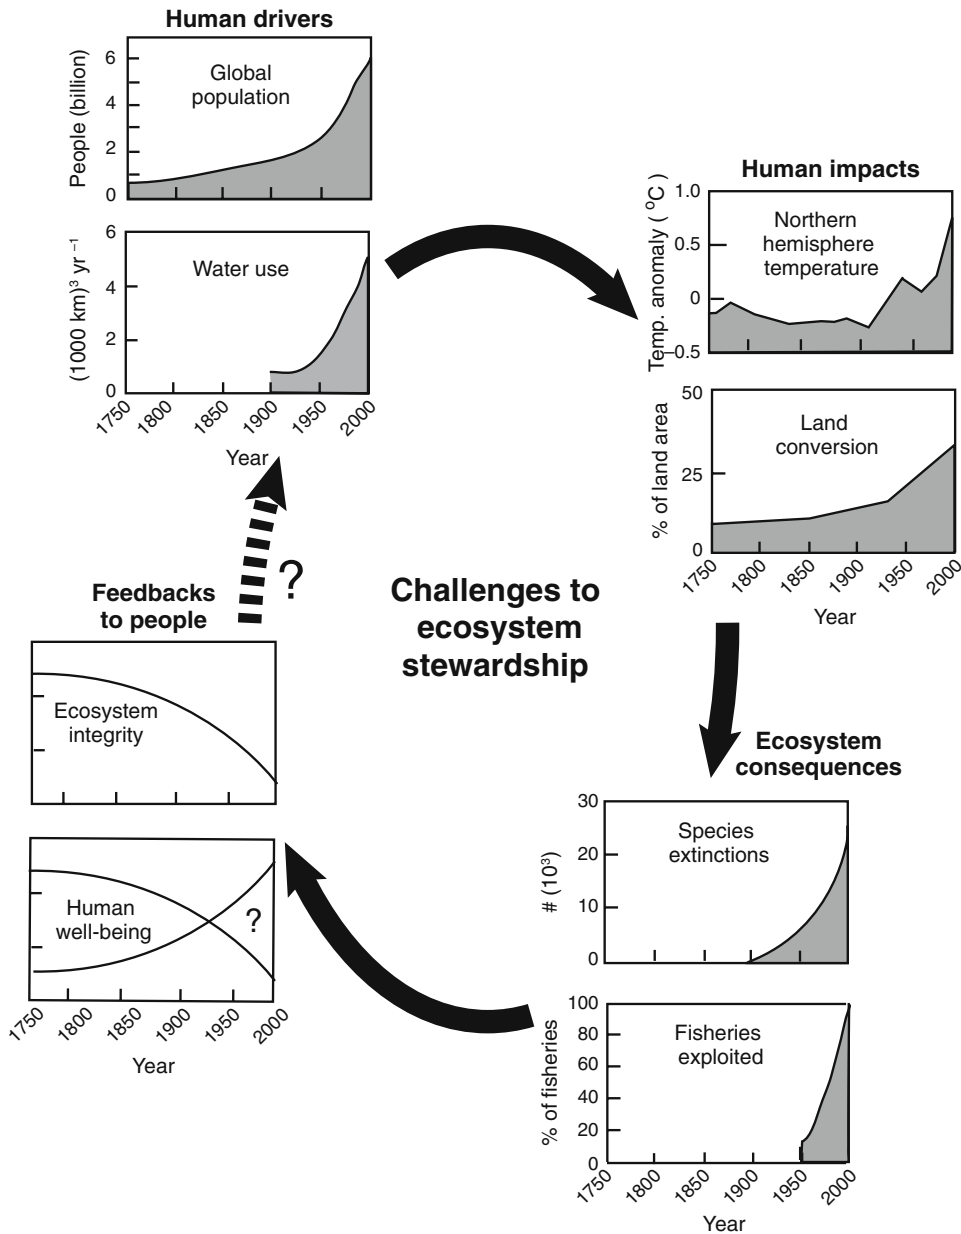 Human drivers
People (billion)
6
4
2
0
Global
population
(1000 km)³ yr⁻¹
6
4
2
0
Water use
1750
1800
1850
1900
1950
2000
Year
Human impacts
Temp. anomaly ( °C )
1.0
0.5
0
–0.5
Northern
hemisphere
temperature
% of land area
50
25
0
Land
conversion
1750
1800
1850
1900
1950
2000
Year
?
Challenges to
ecosystem
stewardship
Feedbacks
to people
Ecosystem
integrity
Human
well-being
?
1750
1800
1850
1900
1950
2000
Year
Ecosystem
consequences
# (10³)
30
20
10
0
Species
extinctions
% of fisheries
100
80
60
40
20
0
Fisheries
exploited
1750
1800
1850
1900
1950
2000
Year